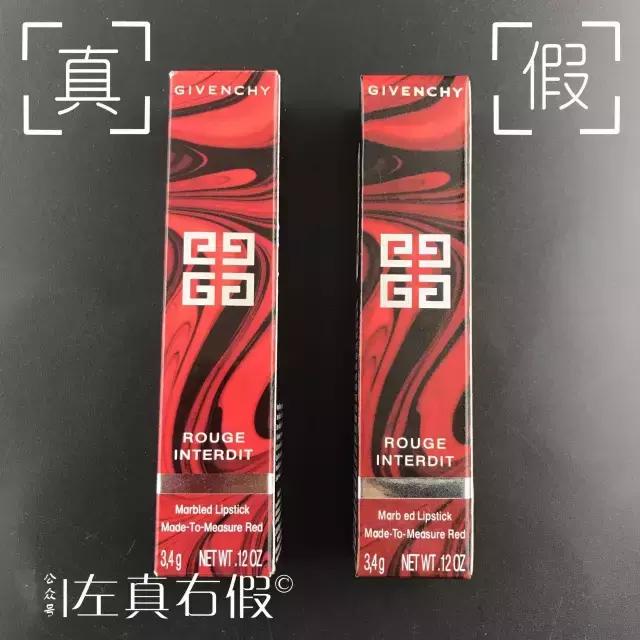 真
假
GIVENCHY
ROUGE
INTERDIT
Marbled Lipstick
Made-To-Measure Red
3,4 g NET WT .12 OZ
GIVENCHY
ROUGE
INTERDIT
Marb ed Lipstick
Made-To-Measure Red
3,4g NET WT .12 OZ
公众号 左真右假©